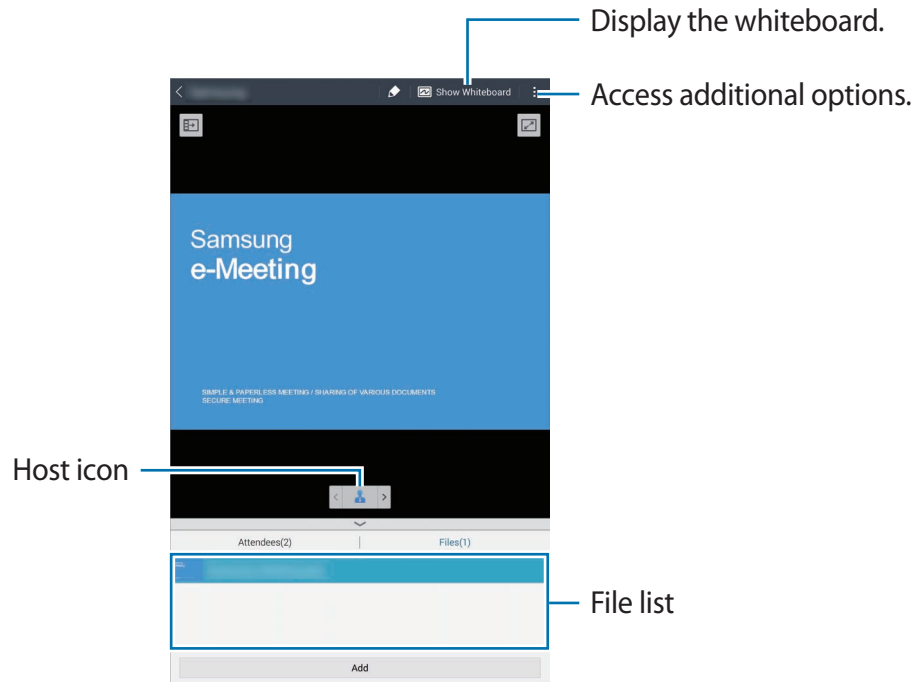 Display the whiteboard.
Show Whiteboard
Access additional options.
Samsung
e-Meeting
SIMPLE & PAPERLESS MEETING / SHARING OF VARIOUS DOCUMENTS
SECURE MEETING
Host icon
Attendees(2)
Files(1)
File list
Add